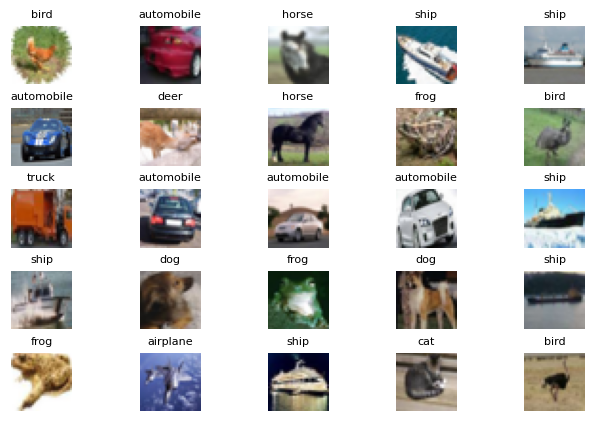 bird automobile horse ship ship
automobile deer horse frog bird
truck automobile automobile automobile ship
ship dog frog dog ship
frog airplane ship cat bird